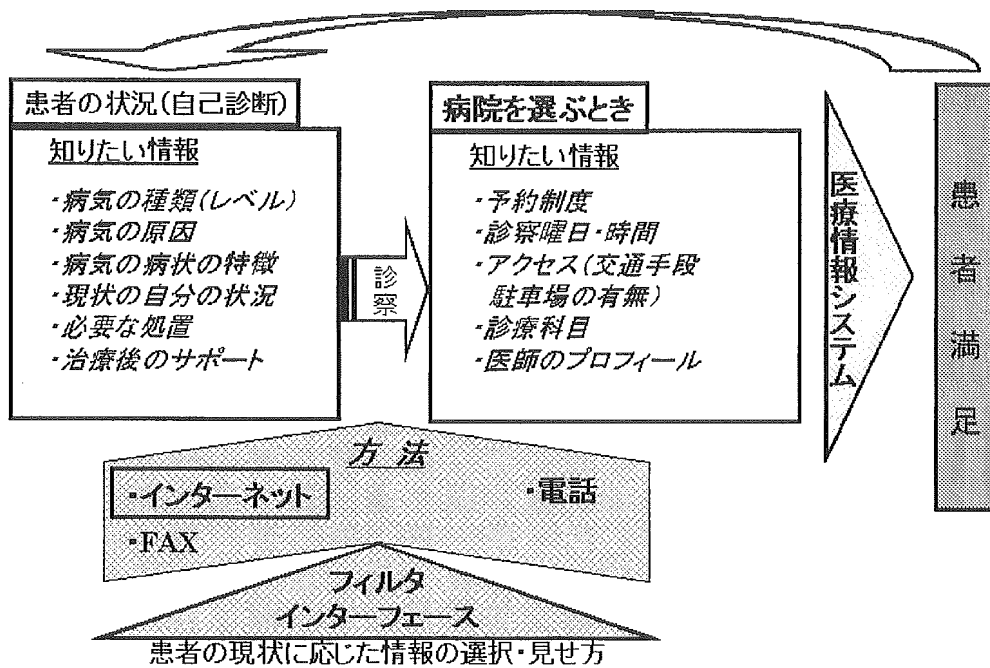 患者の状況(自己診断)
知りたい情報
・病気の種類(レベル)
・病気の原因
・病気の病状の特徴
・現状の自分の状況
・必要な処置
・治療後のサポート
診察
病院を選ぶとき
知りたい情報
・予約制度
・診察曜日・時間
・アクセス(交通手段
駐車場の有無)
・診療科目
・医師のプロフィール
医療情報システム
患者満足
方法
・インターネット
・電話
・FAX
フィルタ
インターフェース
患者の現状に応じた情報の選択・見せ方